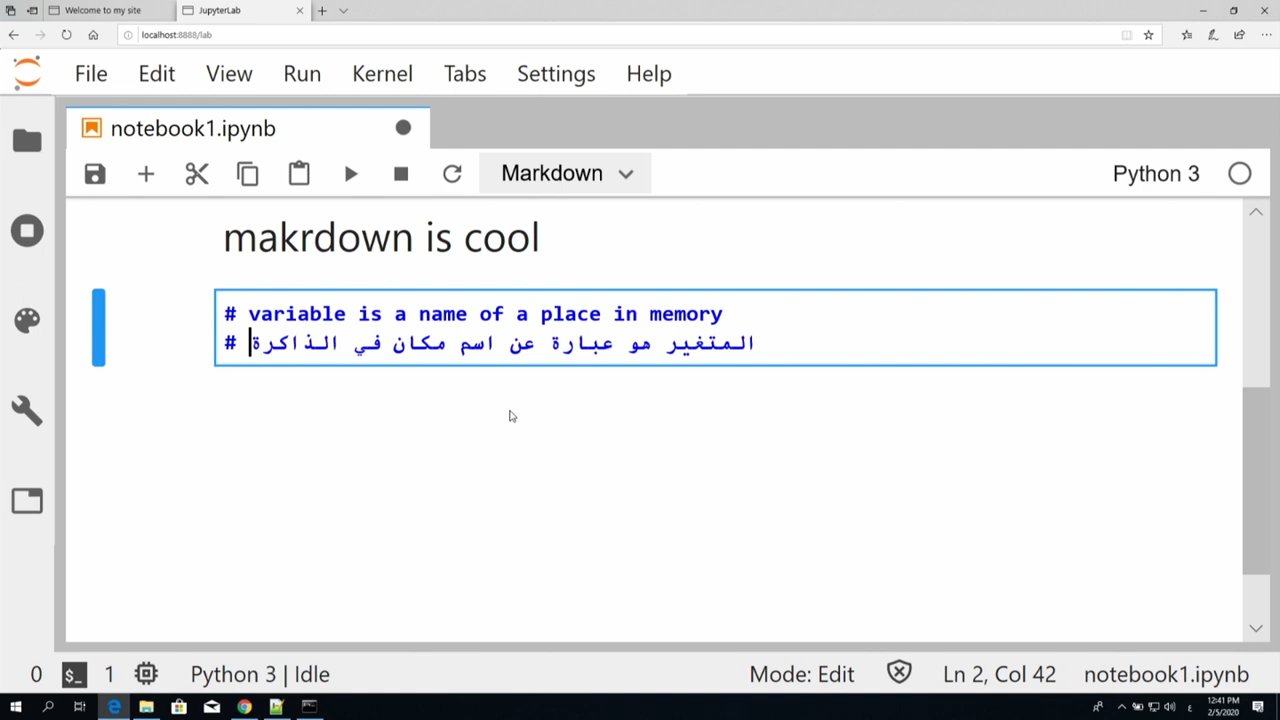 Welcome to my site
JupyterLab
localhost:8888/lab
File Edit View Run Kernel Tabs Settings Help
notebook1.ipynb
Markdown
Python 3
makrdown is cool
# variable is a name of a place in memory
# المتغير هو عبارة عن اسم مكان في الذاكرة
0 $_ 1 Python 3 | Idle Mode: Edit Ln 2, Col 42 notebook1.ipynb
ع 12:41 PM
2/5/2020